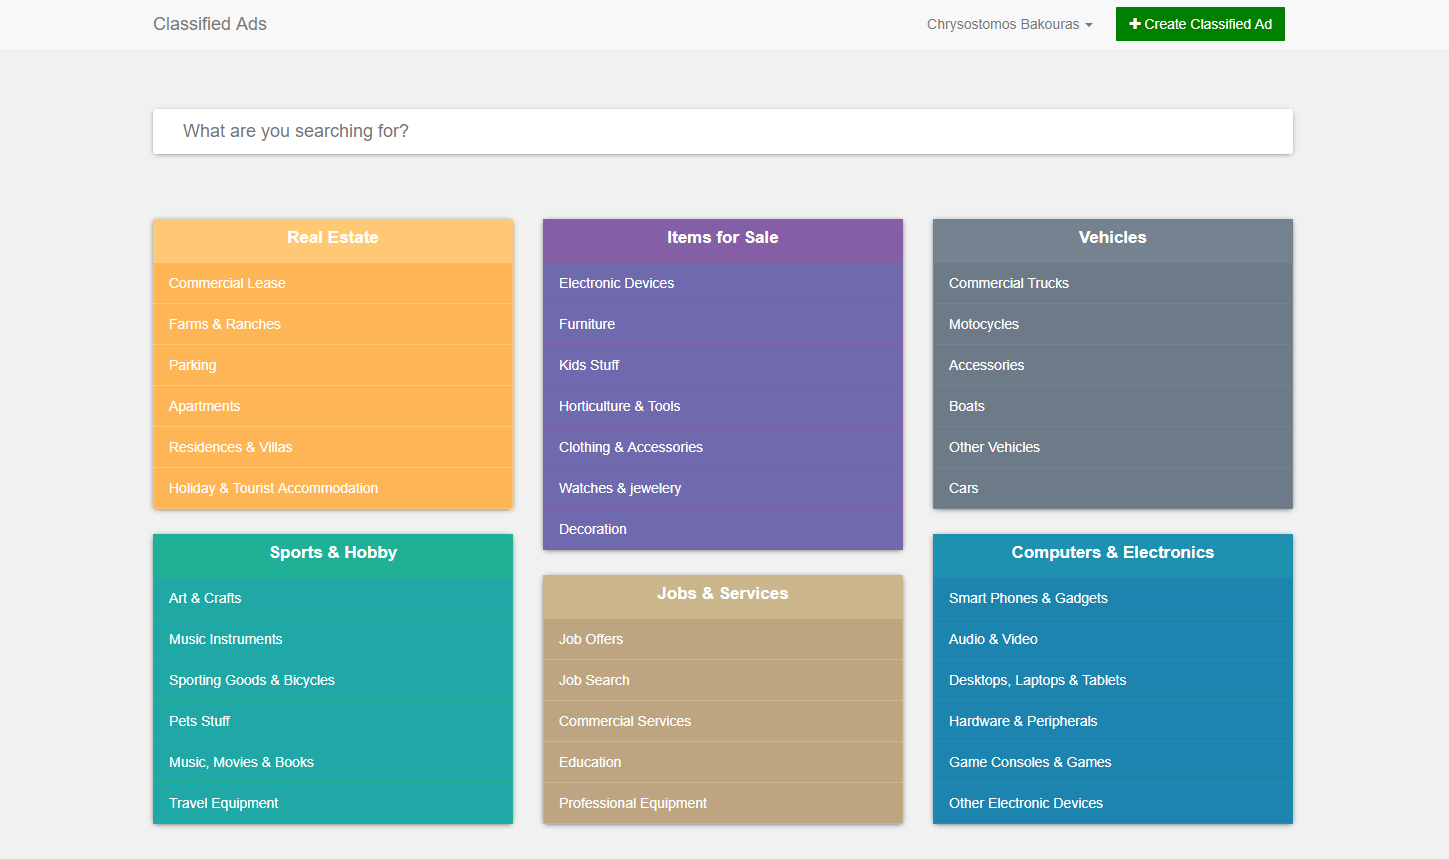 Classified Ads
Chrysostomos Bakouras
Create Classified Ad
What are you searching for?
Real Estate
Commercial Lease
Farms & Ranches
Parking
Apartments
Residences & Villas
Holiday & Tourist Accommodation
Items for Sale
Electronic Devices
Furniture
Kids Stuff
Horticulture & Tools
Clothing & Accessories
Watches & jewelery
Decoration
Vehicles
Commercial Trucks
Motocycles
Accessories
Boats
Other Vehicles
Cars
Sports & Hobby
Art & Crafts
Music Instruments
Sporting Goods & Bicycles
Pets Stuff
Music, Movies & Books
Travel Equipment
Jobs & Services
Job Offers
Job Search
Commercial Services
Education
Professional Equipment
Computers & Electronics
Smart Phones & Gadgets
Audio & Video
Desktops, Laptops & Tablets
Hardware & Peripherals
Game Consoles & Games
Other Electronic Devices